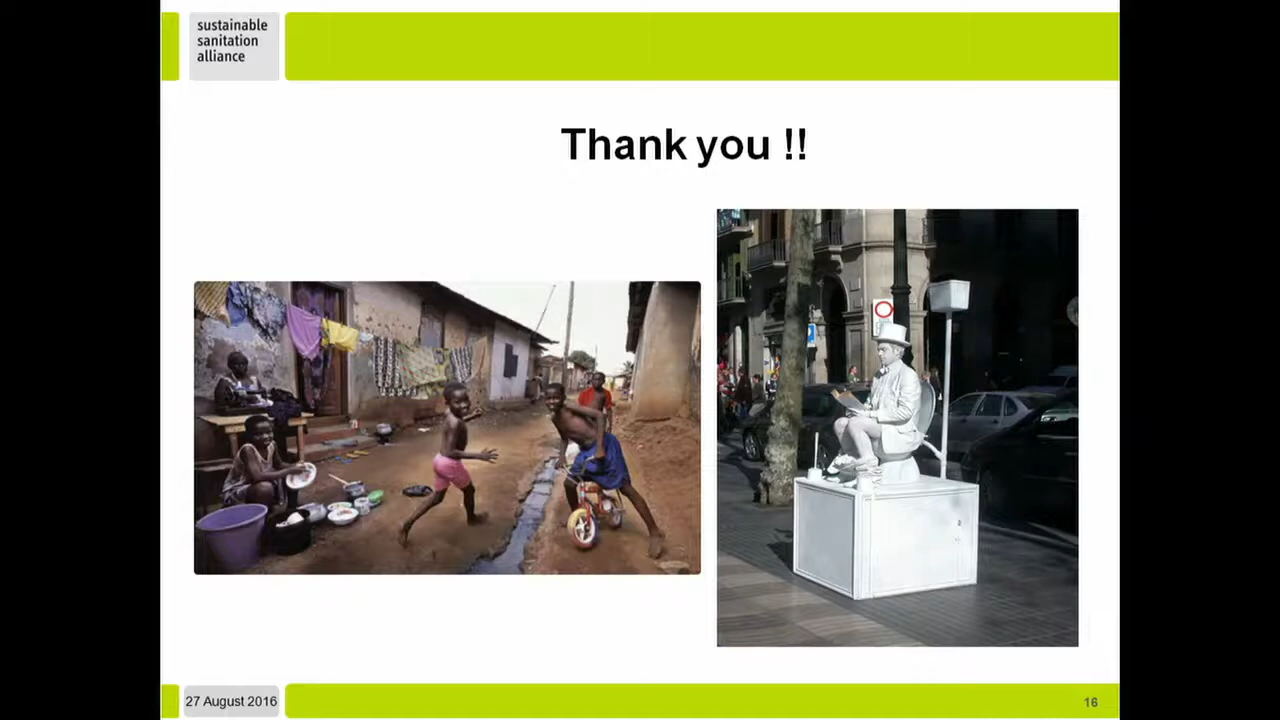 sustainable
sanitation
alliance
Thank you !!
27 August 2016
16